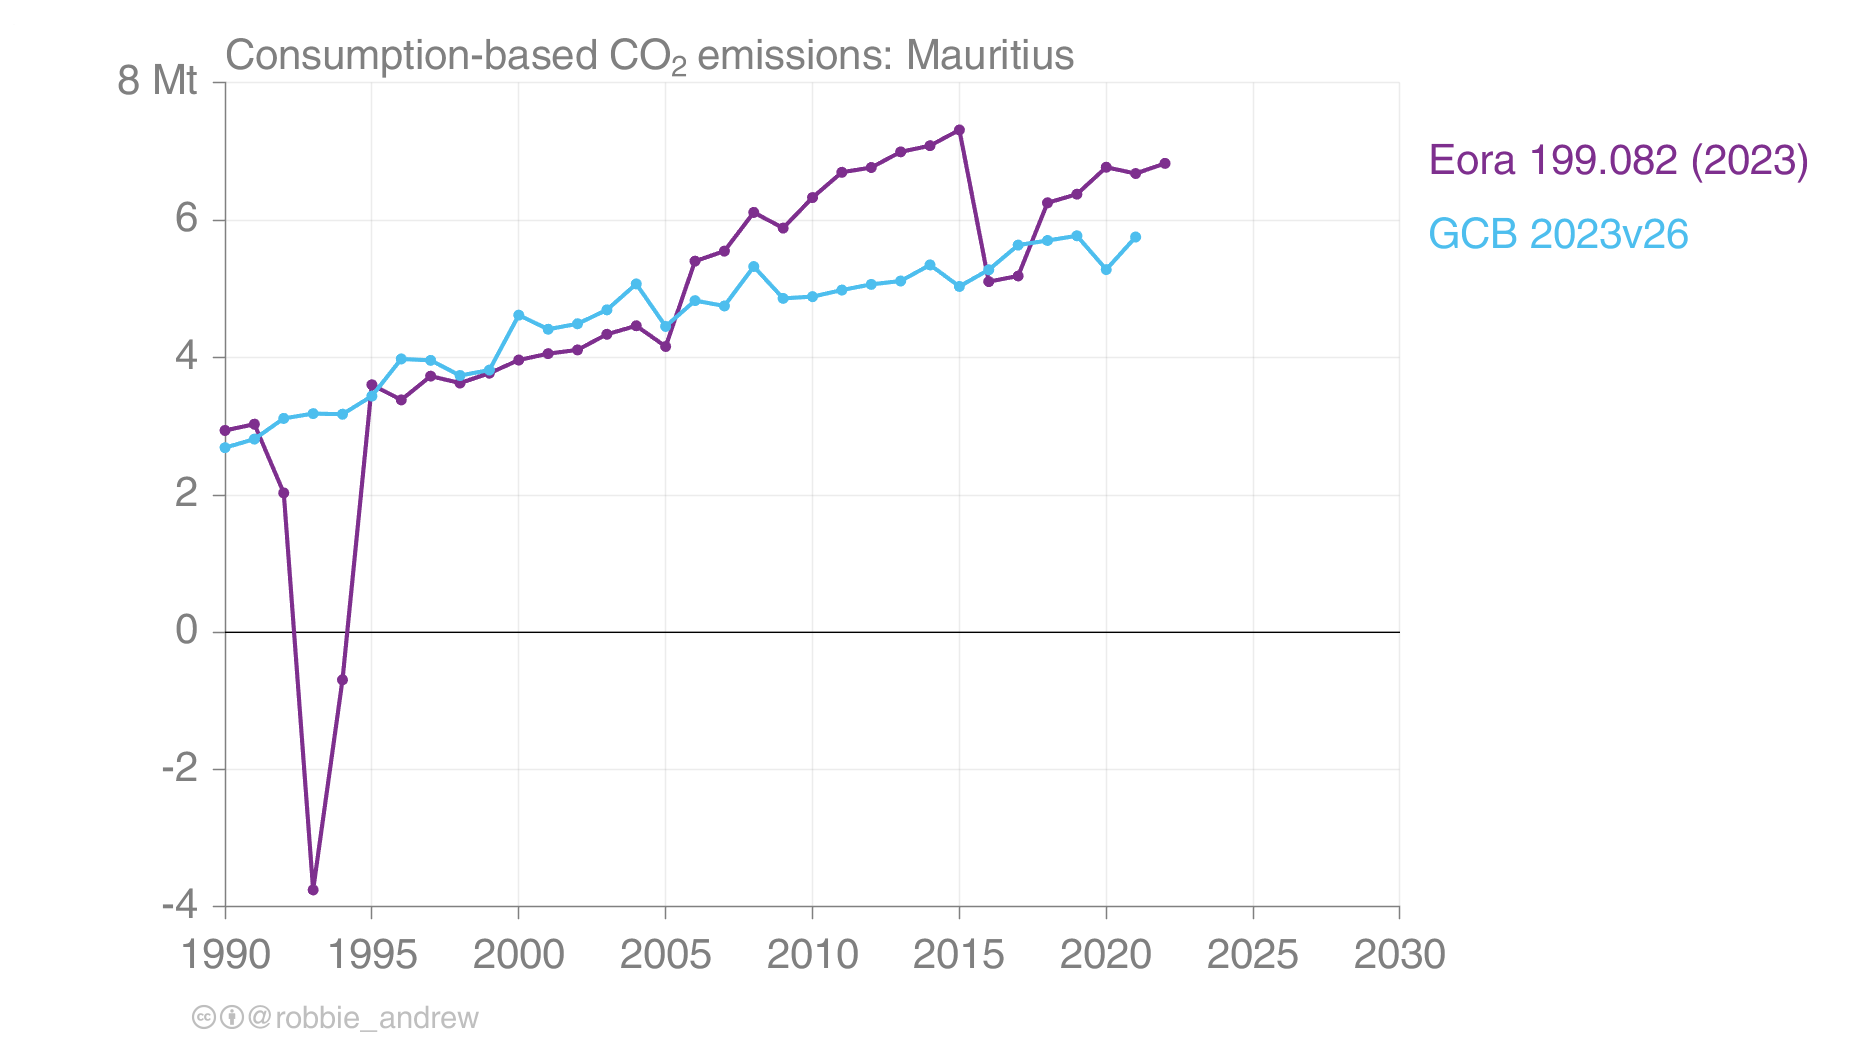 Consumption-based CO₂ emissions: Mauritius
8 Mt
6
4
2
0
-2
-4
1990 1995 2000 2005 2010 2015 2020 2025 2030
Eora 199.082 (2023)
GCB 2023v26
cc @robbie_andrew